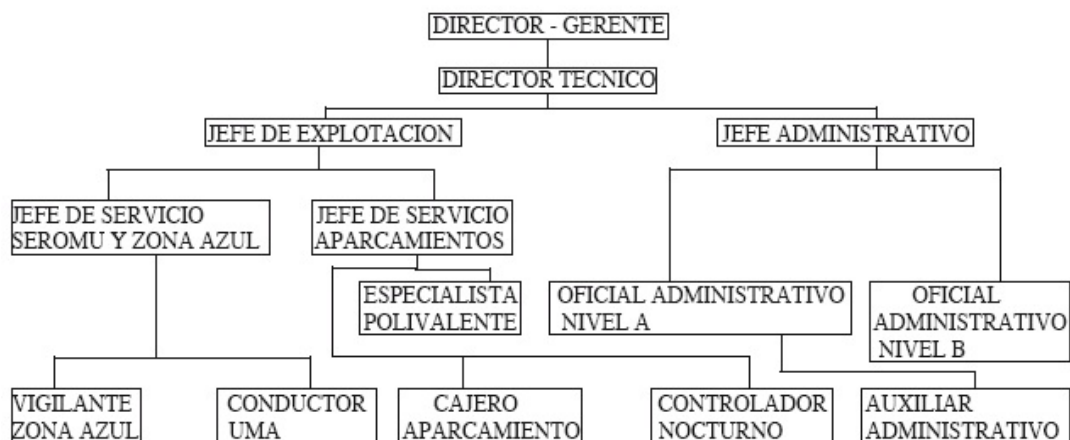 DIRECTOR - GERENTE
DIRECTOR TECNICO
JEFE DE EXPLOTACION
JEFE ADMINISTRATIVO
JEFE DE SERVICIO
SEROMU Y ZONA AZUL
JEFE DE SERVICIO
APARCAMIENTOS
ESPECIALISTA
POLIVALENTE
OFICIAL ADMINISTRATIVO
NIVEL A
OFICIAL
ADMINISTRATIVO
NIVEL B
VIGILANTE
ZONA AZUL
CONDUCTOR
UMA
CAJERO
APARCAMIENTO
CONTROLADOR
NOCTURNO
AUXILIAR
ADMINISTRATIVO